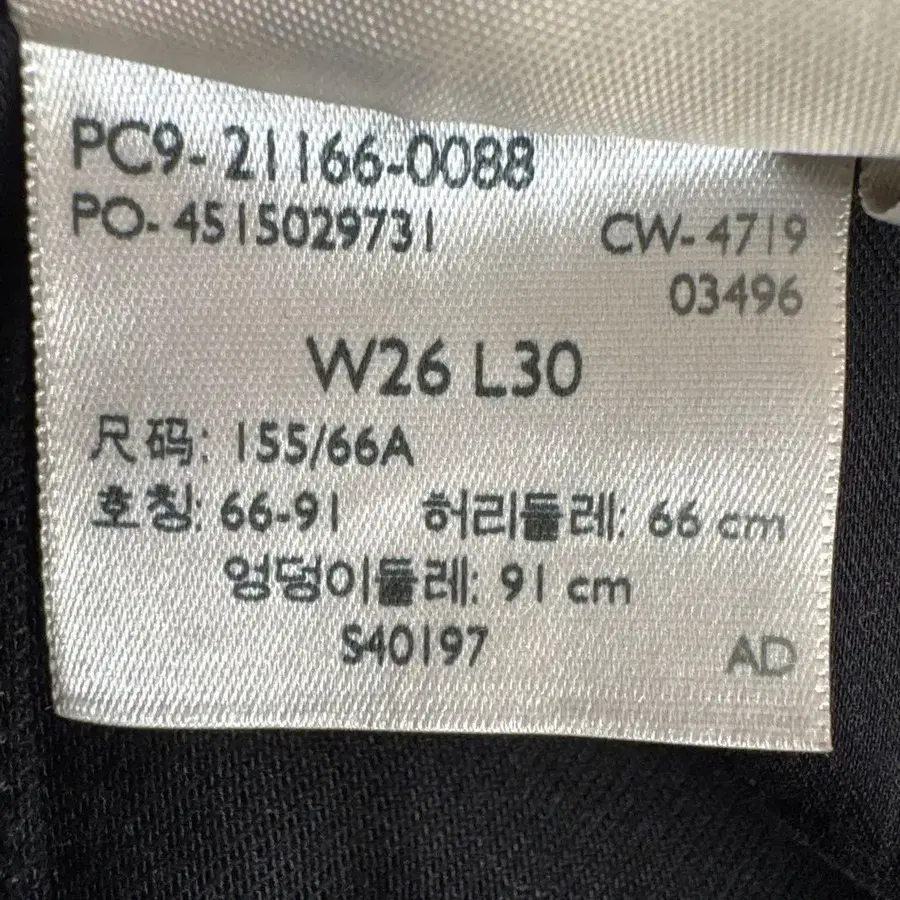 PC9-21166-0088
PO-4515029731 CW-4719
03496
W26 L30
尺码: 155/66A
호칭: 66-91 허리둘레: 66 cm
엉덩이둘레: 91 cm
S40197 AD